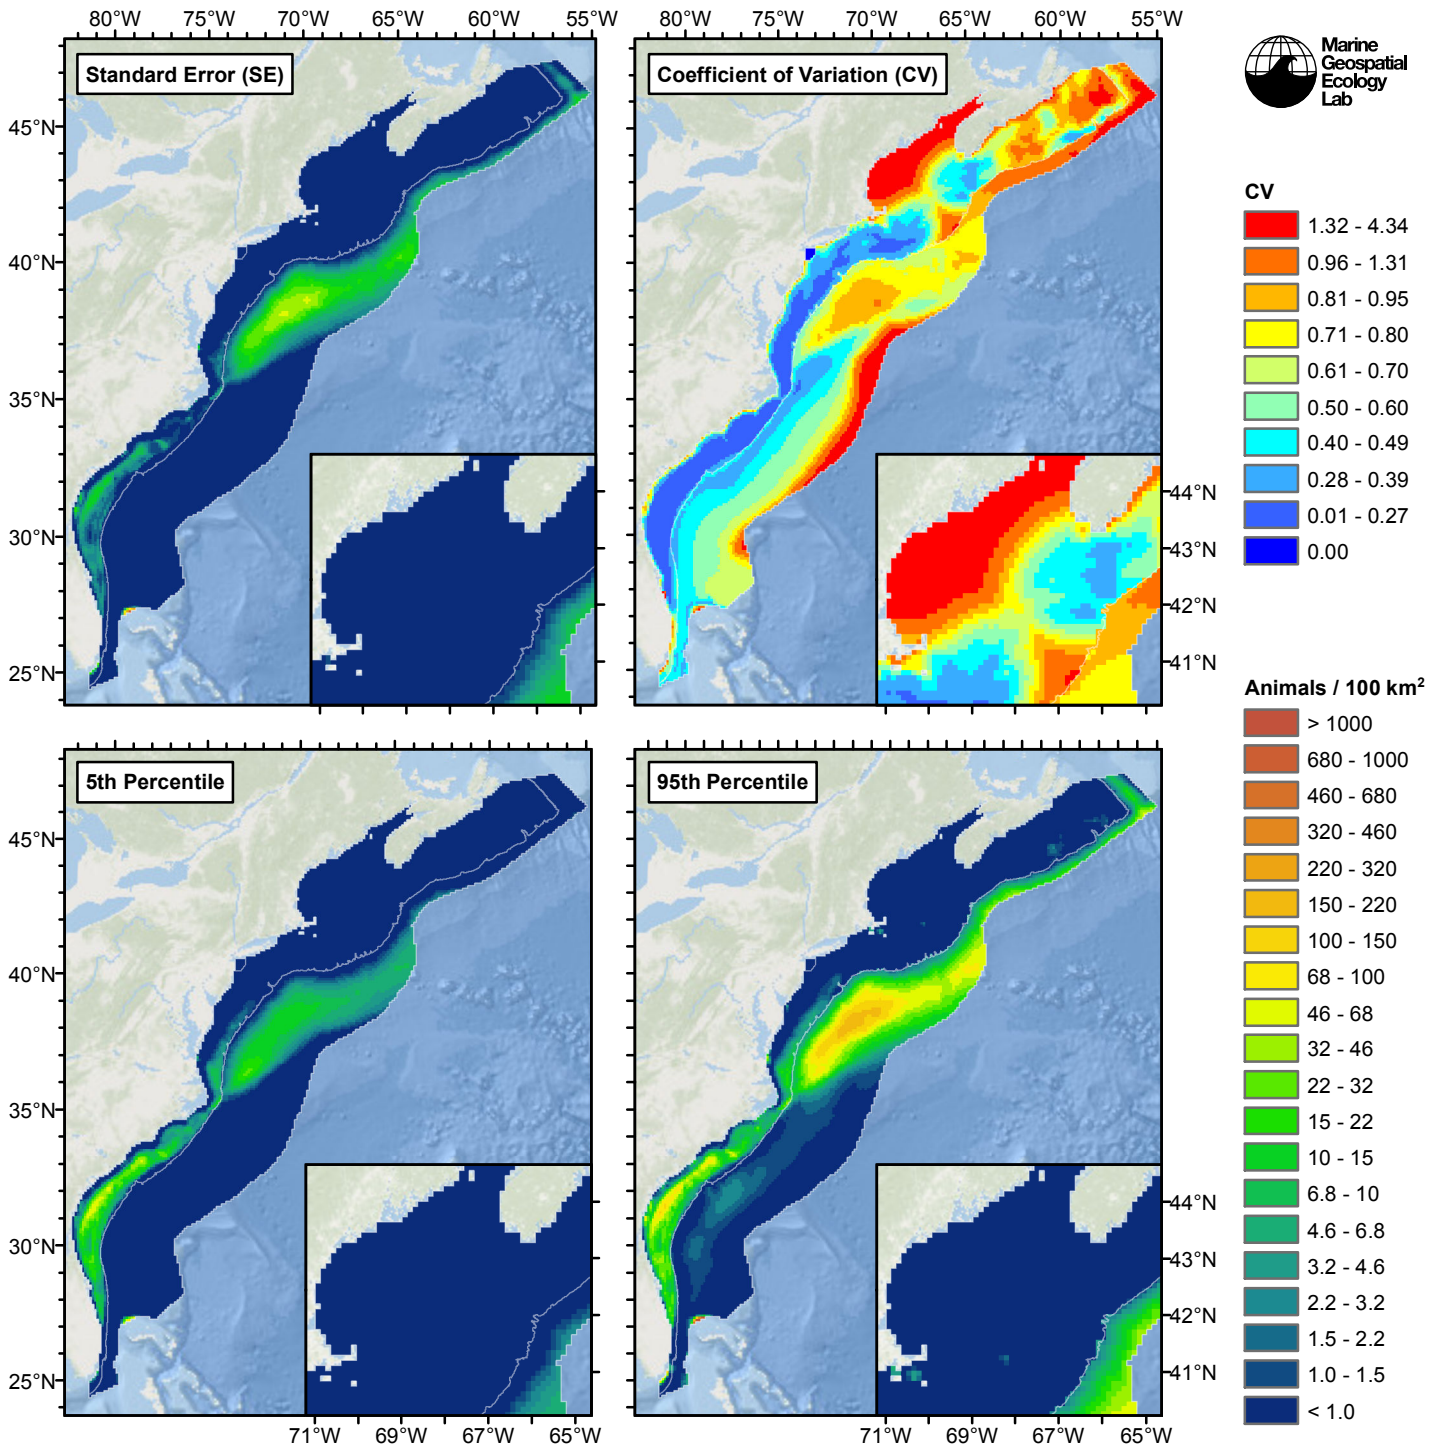 80°W 75°W 70°W 65°W 60°W 55°W
80°W 75°W 70°W 65°W 60°W 55°W
Standard Error (SE)
Coefficient of Variation (CV)
Marine
Geospatial
Ecology
Lab
45°N
40°N
35°N
30°N
25°N
44°N
43°N
42°N
41°N
CV
1.32 - 4.34
0.96 - 1.31
0.81 - 0.95
0.71 - 0.80
0.61 - 0.70
0.50 - 0.60
0.40 - 0.49
0.28 - 0.39
0.01 - 0.27
0.00
5th Percentile
95th Percentile
45°N
40°N
35°N
30°N
25°N
44°N
43°N
42°N
41°N
71°W 69°W 67°W 65°W
71°W 69°W 67°W 65°W
Animals / 100 km²
> 1000
680 - 1000
460 - 680
320 - 460
220 - 320
150 - 220
100 - 150
68 - 100
46 - 68
32 - 46
22 - 32
15 - 22
10 - 15
6.8 - 10
4.6 - 6.8
3.2 - 4.6
2.2 - 3.2
1.5 - 2.2
1.0 - 1.5
< 1.0